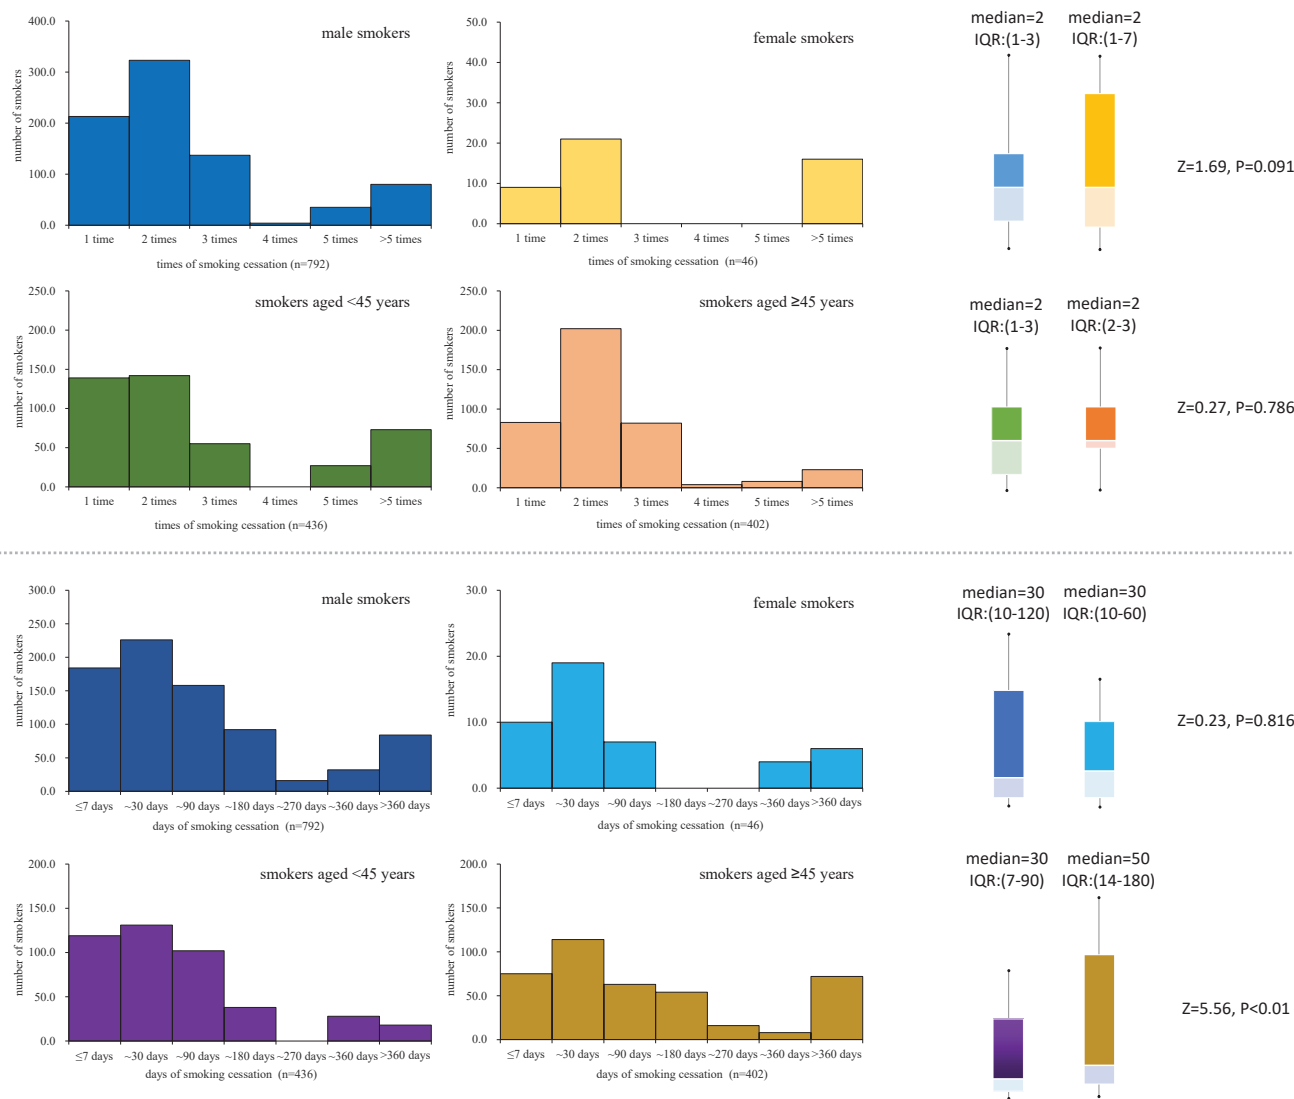 male smokers
number of smokers
400.0
300.0
200.0
100.0
0.0
1 time 2 times 3 times 4 times 5 times >5 times
times of smoking cessation (n=792)
female smokers
number of smokers
50.0
40.0
30.0
20.0
10.0
0.0
1 time 2 times 3 times 4 times 5 times >5 times
times of smoking cessation (n=46)
median=2
IQR:(1-3)
median=2
IQR:(1-7)
Z=1.69, P=0.091
smokers aged <45 years
number of smokers
250.0
200.0
150.0
100.0
50.0
0.0
1 time 2 times 3 times 4 times 5 times >5 times
times of smoking cessation (n=436)
smokers aged ≥45 years
number of smokers
250.0
200.0
150.0
100.0
50.0
0.0
1 time 2 times 3 times 4 times 5 times >5 times
times of smoking cessation (n=402)
median=2
IQR:(1-3)
median=2
IQR:(2-3)
Z=0.27, P=0.786
male smokers
number of smokers
300.0
250.0
200.0
150.0
100.0
50.0
0.0
≤7 days ~30 days ~90 days ~180 days ~270 days ~360 days >360 days
days of smoking cessation (n=792)
female smokers
number of smokers
30.0
20.0
10.0
0.0
≤7 days ~30 days ~90 days ~180 days ~270 days ~360 days >360 days
days of smoking cessation (n=46)
median=30
IQR:(10-120)
median=30
IQR:(10-60)
Z=0.23, P=0.816
smokers aged <45 years
number of smokers
200.0
150.0
100.0
50.0
0.0
≤7 days ~30 days ~90 days ~180 days ~270 days ~360 days >360 days
days of smoking cessation (n=436)
smokers aged ≥45 years
number of smokers
200.0
150.0
100.0
50.0
0.0
≤7 days ~30 days ~90 days ~180 days ~270 days ~360 days >360 days
days of smoking cessation (n=402)
median=30
IQR:(7-90)
median=50
IQR:(14-180)
Z=5.56, P<0.01